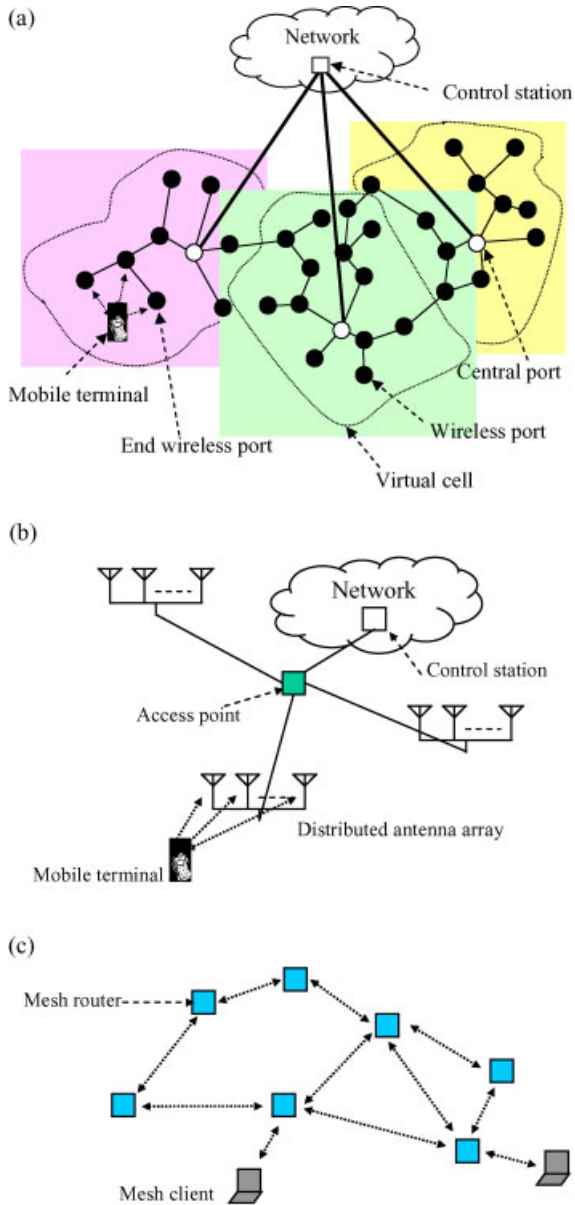 (a)
Network
Control station
Mobile terminal
Central port
End wireless port
Wireless port
Virtual cell
(b)
Network
Control station
Access point
Distributed antenna array
Mobile terminal
(c)
Mesh router
Mesh client